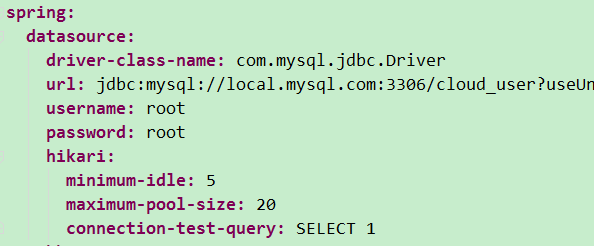 spring:
datasource:
driver-class-name: com.mysql.jdbc.Driver
url: jdbc:mysql://local.mysql.com:3306/cloud_user?useUn
username: root
password: root
hikari:
minimum-idle: 5
maximum-pool-size: 20
connection-test-query: SELECT 1